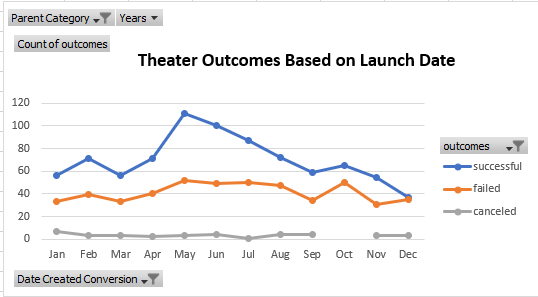 Parent Category Years
Count of outcomes
Theater Outcomes Based on Launch Date
120
100
80
60
40
20
0
Jan Feb Mar Apr May Jun Jul Aug Sep Oct Nov Dec
outcomes
successful
failed
canceled
Date Created Conversion